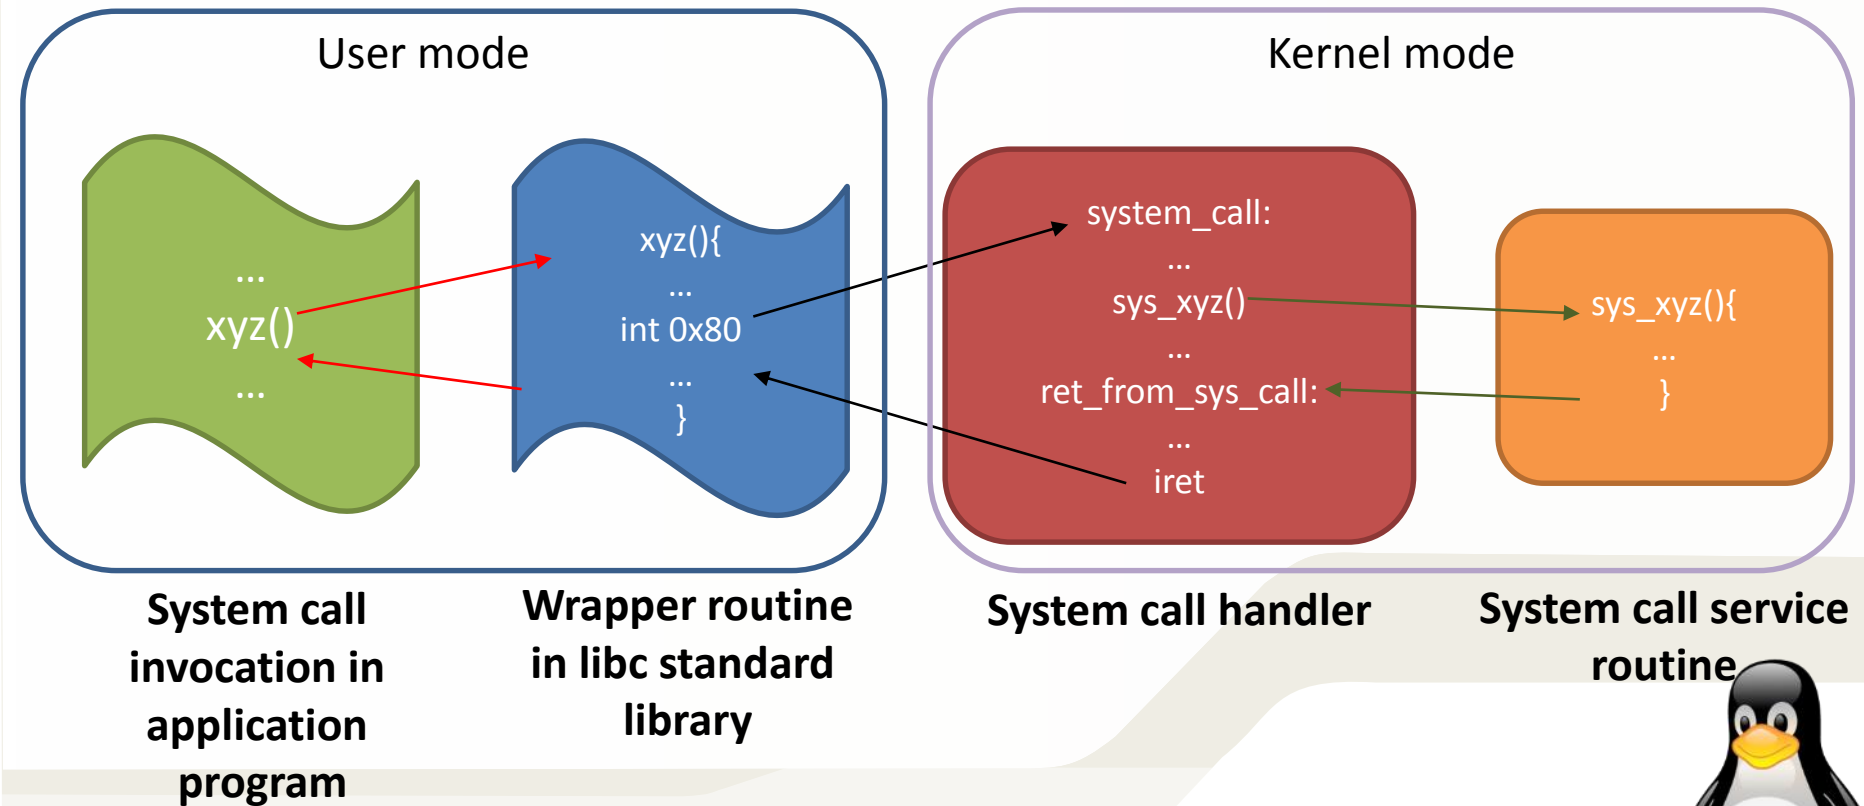 User mode
Kernel mode
...
xyz()
...
xyz(){
...
int 0x80
...
}
system_call:
...
sys_xyz()
...
ret_from_sys_call:
...
iret
sys_xyz(){
...
}
System call
invocation in
application
program
Wrapper routine
in libc standard
library
System call handler
System call service
routine